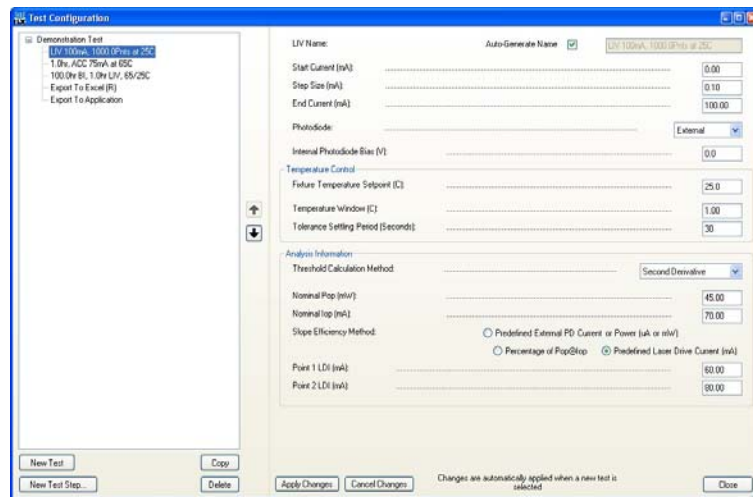 Test Configuration
Demonstration Test
LIV 100mA, 1000.0Pnts at 25C
1.0hr, ACC 75mA at 65C
100.0hr BI, 1.0hr LIV, 65/25C
Export To Excel (R)
Export To Application
New Test
Copy
New Test Step...
Delete
LIV Name: Auto-Generate Name LIV 100mA, 1000.0Pnts at 25C
Start Current (mA): 0.00
Step Size (mA): 0.10
End Current (mA): 100.00
Photodiode: External
Internal Photodiode Bias (V): 0.0
Temperature Control
Fixture Temperature Setpoint (C): 25.0
Temperature Window (C): 1.00
Tolerance Settling Period (Seconds): 30
Analysis Information
Threshold Calculation Method: Second Derivative
Nominal Pop (mW): 45.00
Nominal Iop (mA): 70.00
Slope Efficiency Method: Predefined External PD Current or Power (uA or mW)
Percentage of Pop@Iop Predefined Laser Drive Current (mA)
Point 1 LDI (mA): 60.00
Point 2 LDI (mA): 80.00
Apply Changes Cancel Changes Changes are automatically applied when a new test is
selected Close